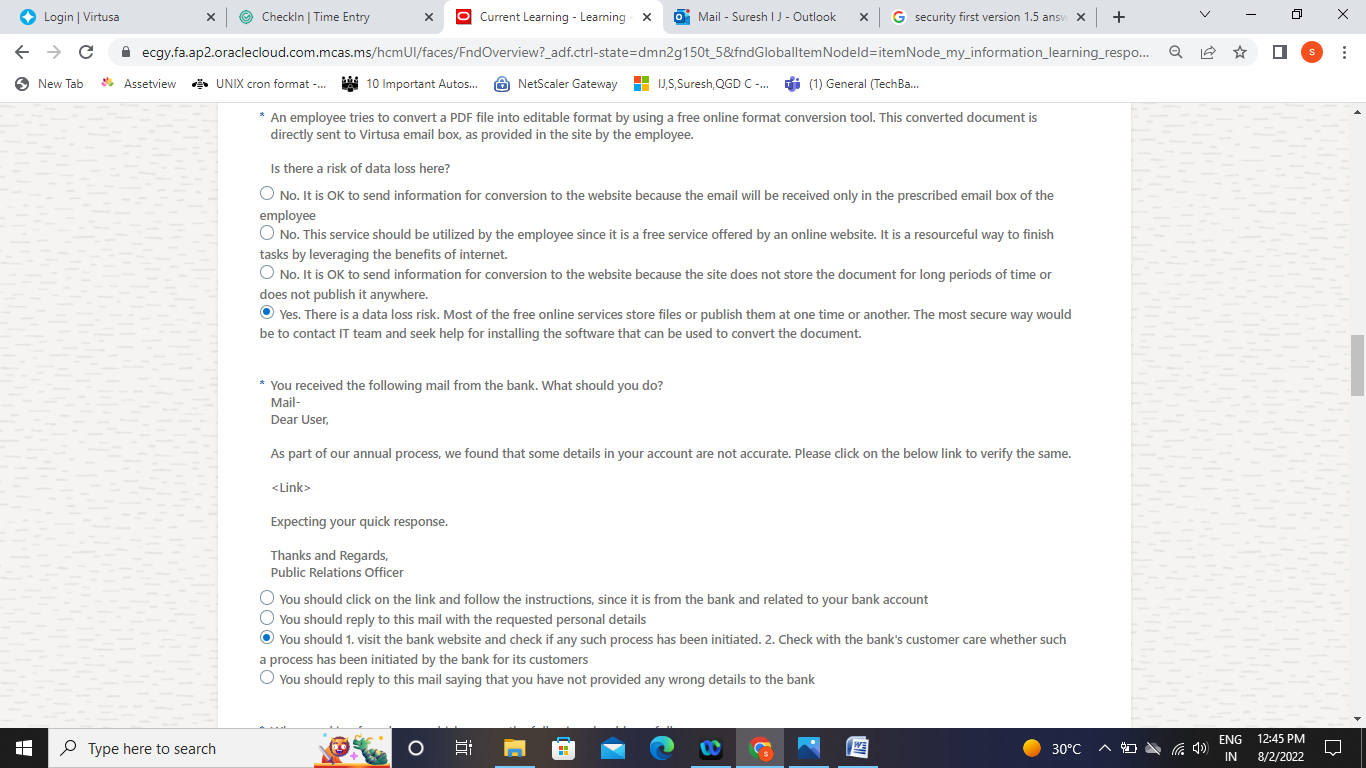 Login | Virtusa
CheckIn | Time Entry
Current Learning - Learning
Mail - Suresh I J - Outlook
security first version 1.5 answ
ecgy.fa.ap2.oraclecloud.com.mcas.ms/hcmUI/faces/FndOverview?_adf.ctrl-state=dmn2g150t_5&fndGlobalItemNodeId=itemNode_my_information_learning_respo...
S
New Tab
Assetview
UNIX cron format -...
10 Important Autos...
NetScaler Gateway
IJ,S,Suresh,QGD C -...
(1) General (TechBa...
* An employee tries to convert a PDF file into editable format by using a free online format conversion tool. This converted document is
directly sent to Virtusa email box, as provided in the site by the employee.
Is there a risk of data loss here?
No. It is OK to send information for conversion to the website because the email will be received only in the prescribed email box of the
employee
No. This service should be utilized by the employee since it is a free service offered by an online website. It is a resourceful way to finish
tasks by leveraging the benefits of internet.
No. It is OK to send information for conversion to the website because the site does not store the document for long periods of time or
does not publish it anywhere.
Yes. There is a data loss risk. Most of the free online services store files or publish them at one time or another. The most secure way would
be to contact IT team and seek help for installing the software that can be used to convert the document.
* You received the following mail from the bank. What should you do?
Mail-
Dear User,
As part of our annual process, we found that some details in your account are not accurate. Please click on the below link to verify the same.
<Link>
Expecting your quick response.
Thanks and Regards,
Public Relations Officer
You should click on the link and follow the instructions, since it is from the bank and related to your bank account
You should reply to this mail with the requested personal details
You should 1. visit the bank website and check if any such process has been initiated. 2. Check with the bank's customer care whether such
a process has been initiated by the bank for its customers
You should reply to this mail saying that you have not provided any wrong details to the bank
Type here to search
30°C
ENG
IN
12:45 PM
8/2/2022